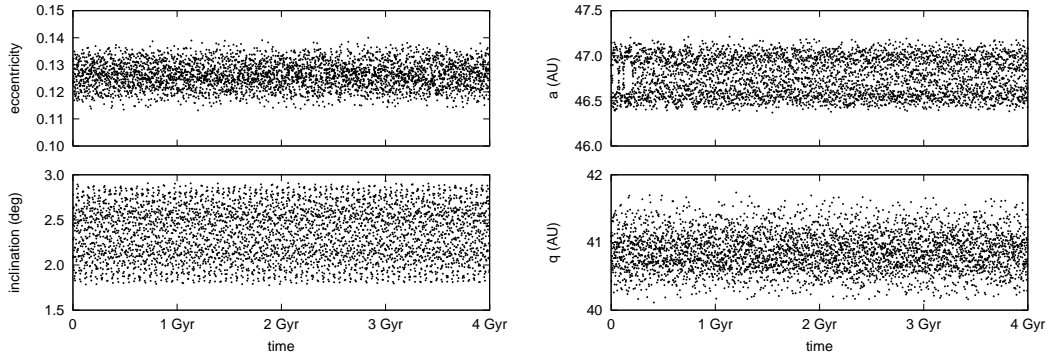 0.15
0.14
0.13
0.12
0.10
eccentricity
47.5
47.0
46.5
46.0
a (AU)
3.0
2.5
2.0
1.5
inclination (deg)
0 1 Gyr 2 Gyr 3 Gyr 4 Gyr
time
42
41
40
q (AU)
0 1 Gyr 2 Gyr 3 Gyr 4 Gyr
time